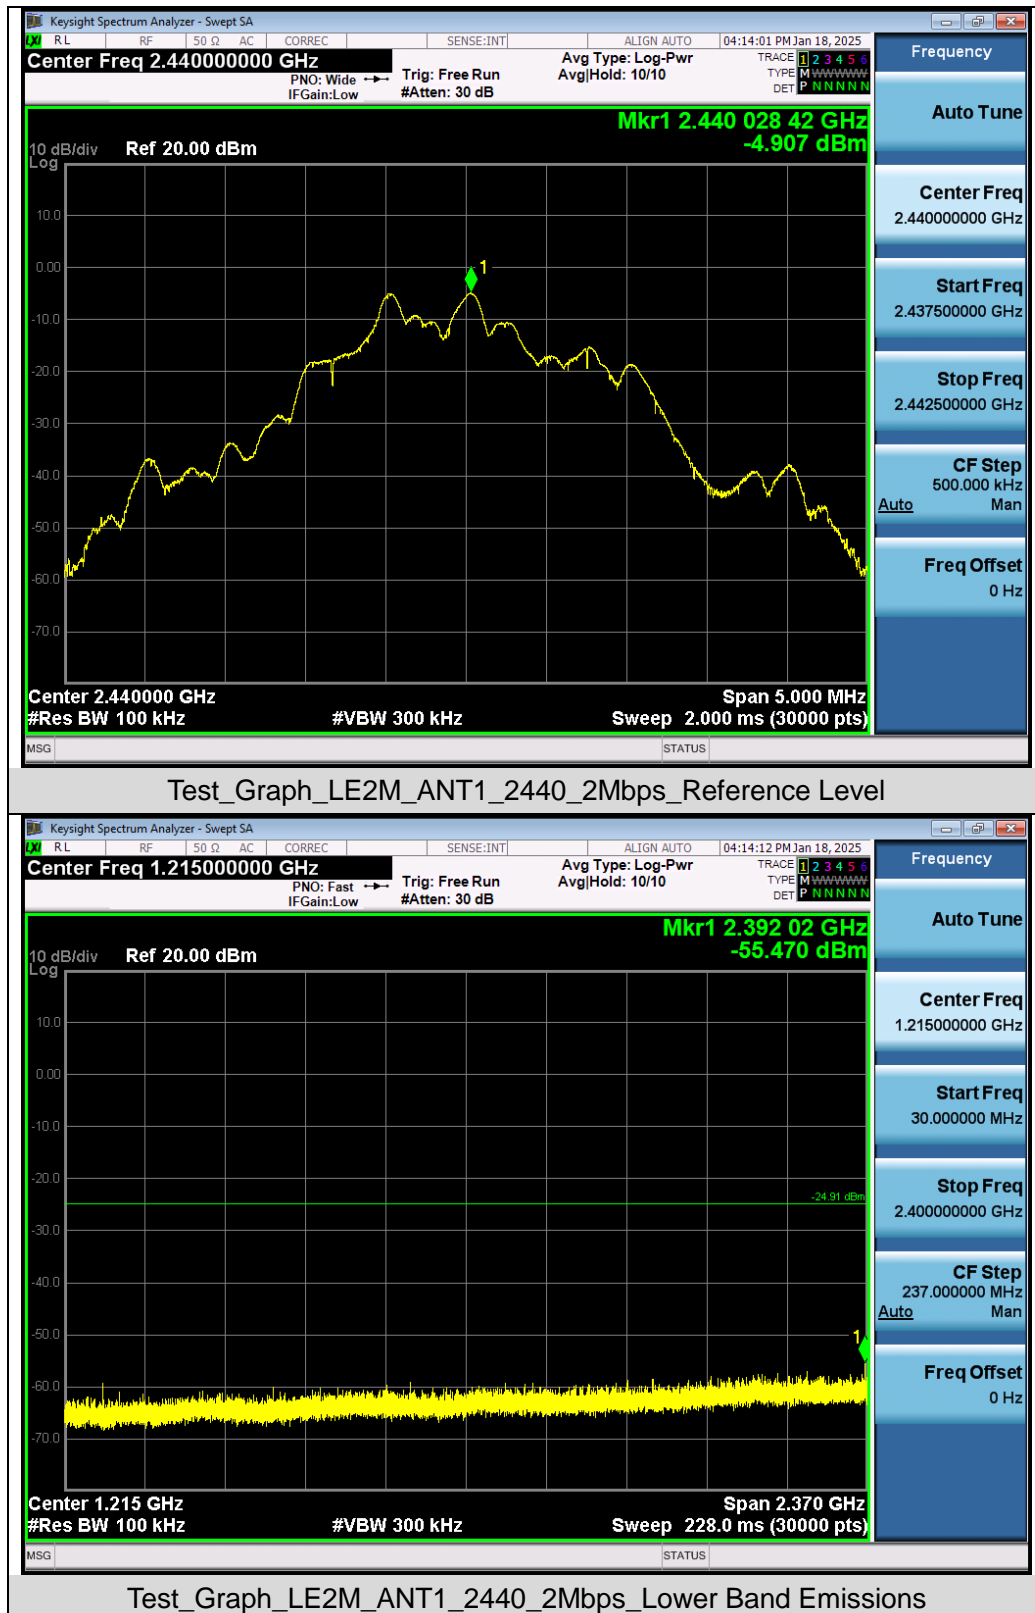 Keysight Spectrum Analyzer - Swept SA
LXI RL RF 50 Ω AC CORREC SENSE:INT ALIGN AUTO 04:14:01 PM Jan 18, 2025
Center Freq 2.440000000 GHz
PNO: Wide
IFGain:Low
Trig: Free Run
#Atten: 30 dB
Avg Type: Log-Pwr
Avg|Hold: 10/10
TRACE 1 2 3 4 5 6
TYPE M WWWWW
DET P N N N N N
Mkr1 2.440 028 42 GHz
-4.907 dBm
10 dB/div Ref 20.00 dBm
Log
10.0
0.00
1
-10.0
-20.0
-30.0
-40.0
-50.0
-60.0
-70.0
Center 2.440000 GHz Span 5.000 MHz
#Res BW 100 kHz #VBW 300 kHz Sweep 2.000 ms (30000 pts)
MSG STATUS
Frequency
Auto Tune
Center Freq
2.440000000 GHz
Start Freq
2.437500000 GHz
Stop Freq
2.442500000 GHz
CF Step
500.000 kHz
Auto Man
Freq Offset
0 Hz
Test_Graph_LE2M_ANT1_2440_2Mbps_Reference Level
Keysight Spectrum Analyzer - Swept SA
LXI RL RF 50 Ω AC CORREC SENSE:INT ALIGN AUTO 04:14:12 PM Jan 18, 2025
Center Freq 1.215000000 GHz
PNO: Fast
IFGain:Low
Trig: Free Run
#Atten: 30 dB
Avg Type: Log-Pwr
Avg|Hold: 10/10
TRACE 1 2 3 4 5 6
TYPE M WWWWW
DET P N N N N N
Mkr1 2.392 02 GHz
-55.470 dBm
10 dB/div Ref 20.00 dBm
Log
10.0
0.00
-10.0
-20.0
-24.91 dBm
-30.0
-40.0
-50.0
1
-60.0
-70.0
Center 1.215 GHz Span 2.370 GHz
#Res BW 100 kHz #VBW 300 kHz Sweep 228.0 ms (30000 pts)
MSG STATUS
Frequency
Auto Tune
Center Freq
1.215000000 GHz
Start Freq
30.000000 MHz
Stop Freq
2.400000000 GHz
CF Step
237.000000 MHz
Auto Man
Freq Offset
0 Hz
Test_Graph_LE2M_ANT1_2440_2Mbps_Lower Band Emissions